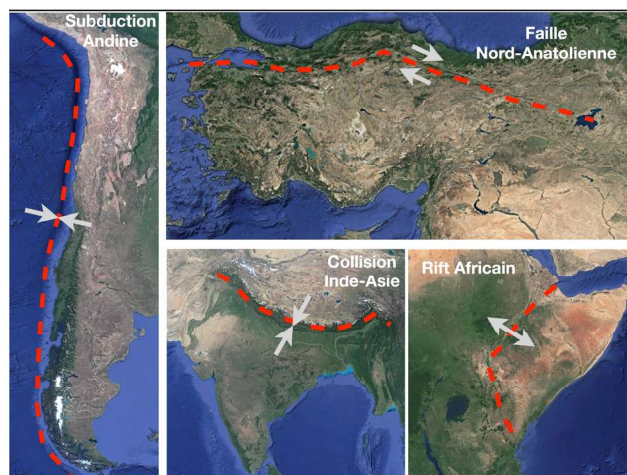 Subduction
Andine
Faille
Nord-Anatolienne
Collision
Inde-Asie
Rift Africain